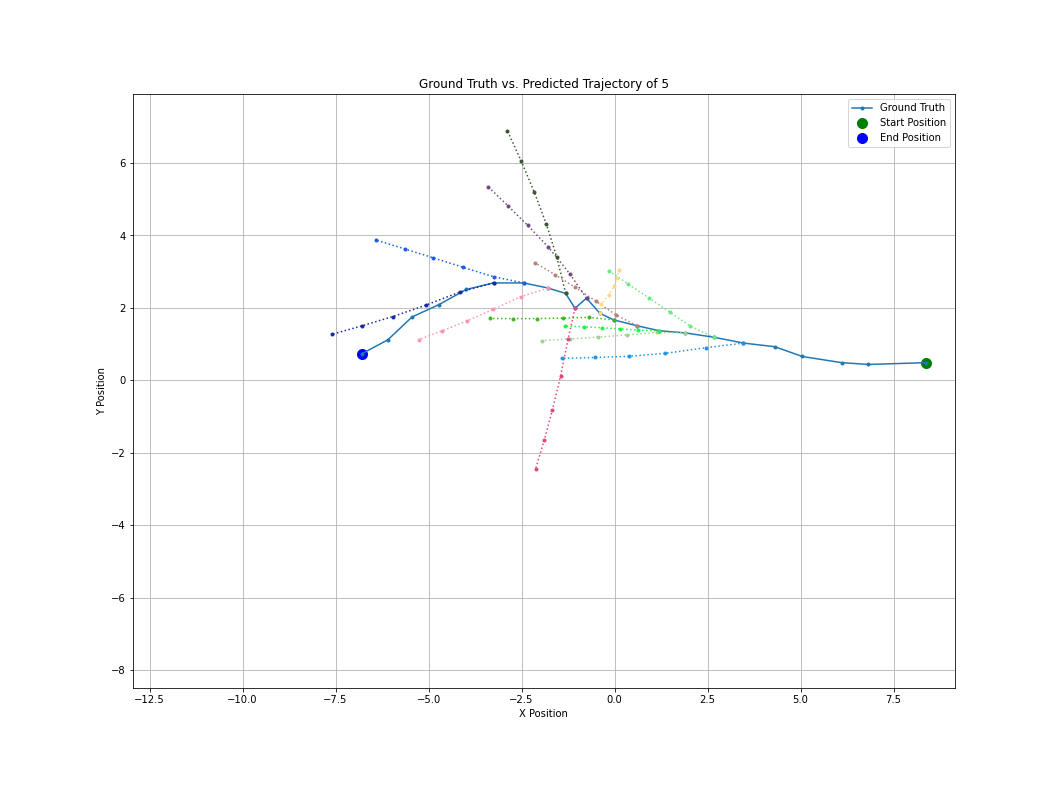 Ground Truth vs. Predicted Trajectory of 5
Ground Truth
Start Position
End Position
Y Position
6
4
2
0
−2
−4
−6
−8
−12.5 −10.0 −7.5 −5.0 −2.5 0.0 2.5 5.0 7.5
X Position